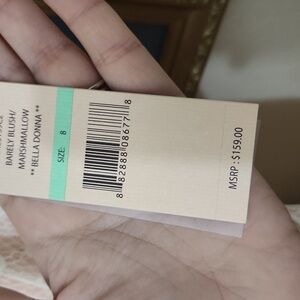 BARELY BLUSH/
MARSHMALLOW
** BELLA DONNA **
SIZE: 8
8 82888 08677 8
MSRP : $159.00